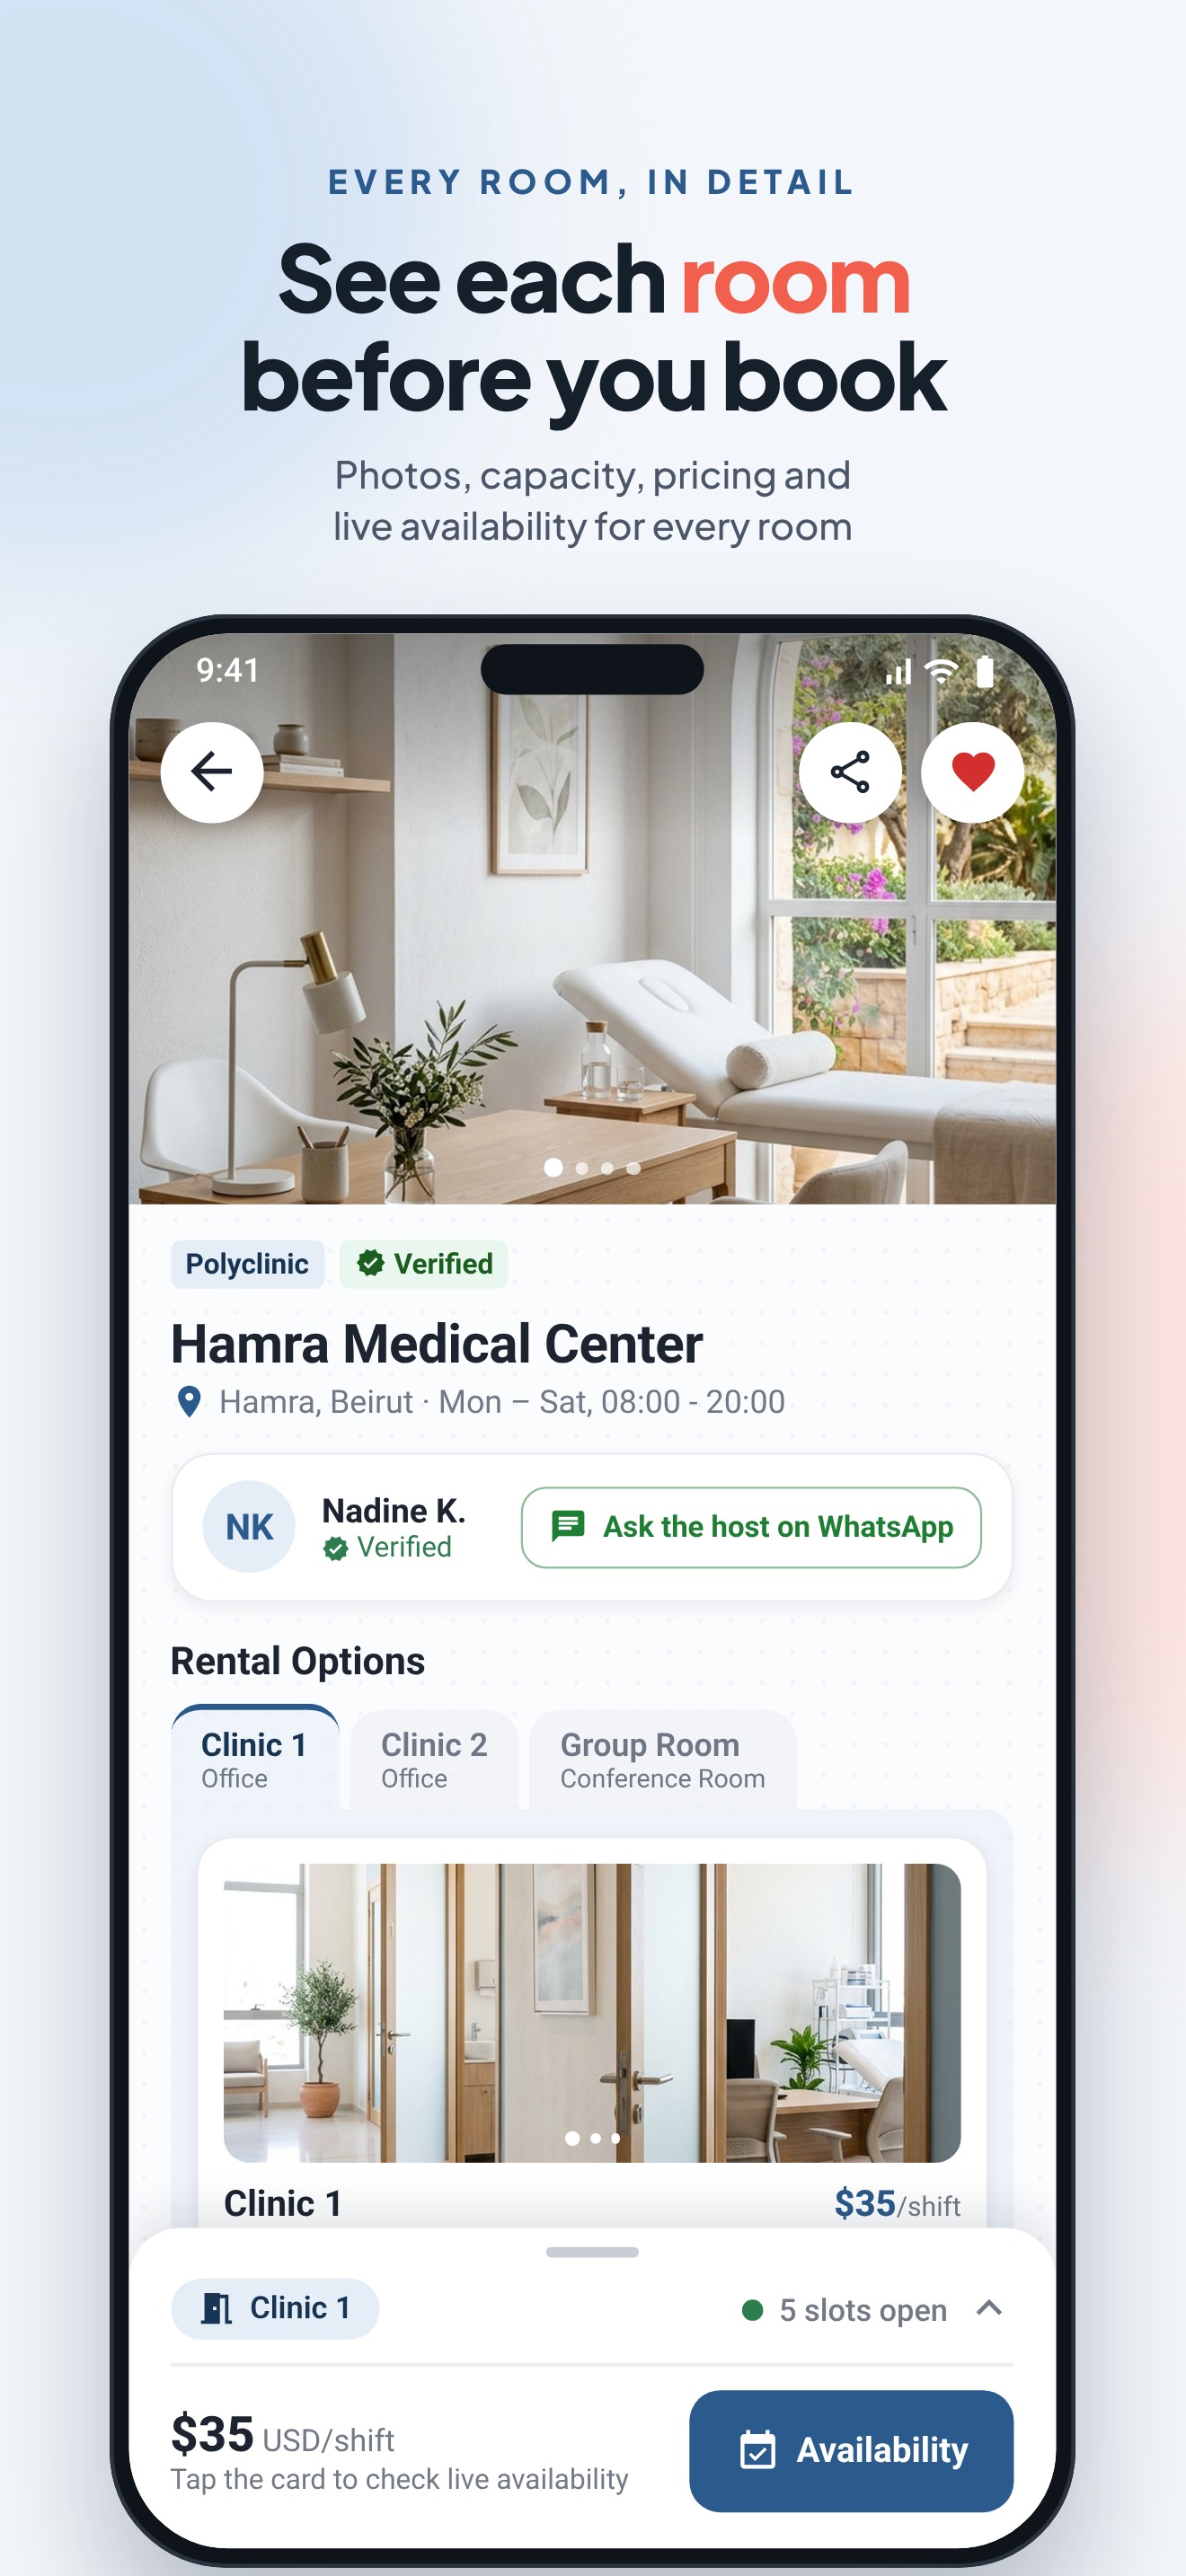 EVERY ROOM, IN DETAIL
See each room
before you book
Photos, capacity, pricing and
live availability for every room
9:41
Polyclinic
Verified
Hamra Medical Center
Hamra, Beirut · Mon – Sat, 08:00 - 20:00
NK
Nadine K.
Verified
Ask the host on WhatsApp
Rental Options
Clinic 1
Office
Clinic 2
Office
Group Room
Conference Room
Clinic 1
$35/shift
Clinic 1
5 slots open
$35 USD/shift
Tap the card to check live availability
Availability